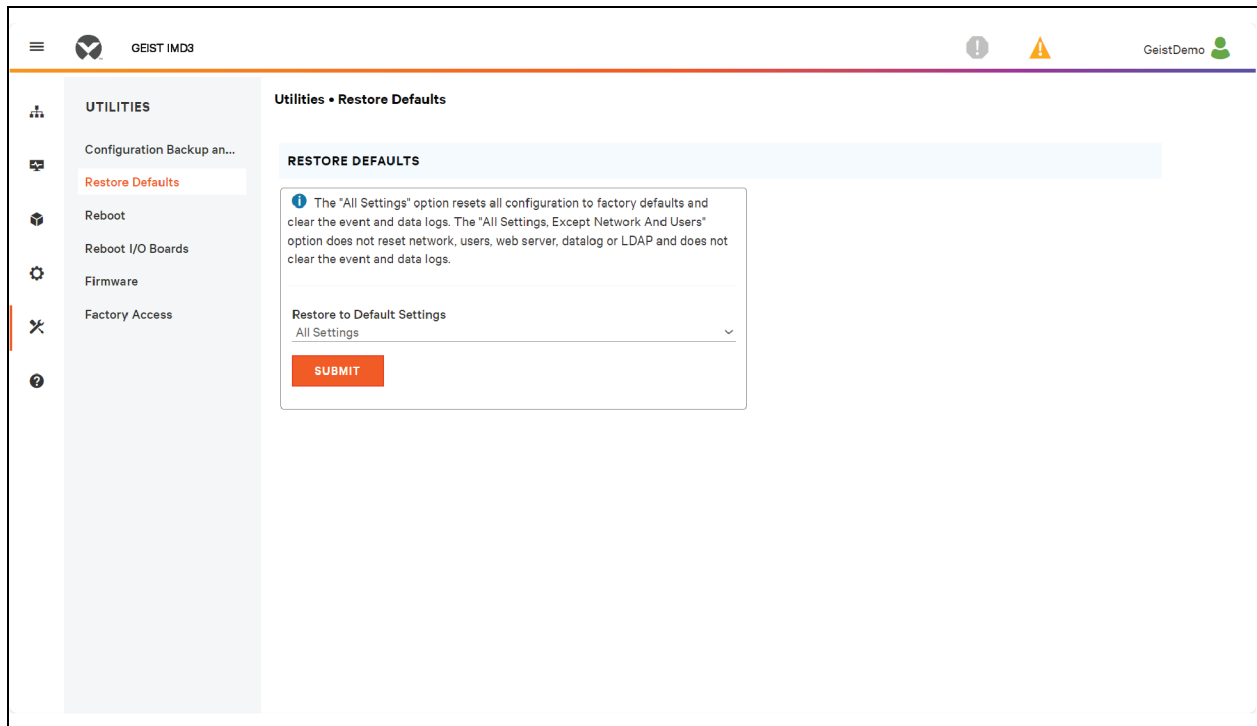 GEIST IMD3
GeistDemo
UTILITIES
Configuration Backup an...
Restore Defaults
Reboot
Reboot I/O Boards
Firmware
Factory Access
Utilities • Restore Defaults
RESTORE DEFAULTS
The "All Settings" option resets all configuration to factory defaults and
clear the event and data logs. The "All Settings, Except Network And Users"
option does not reset network, users, web server, datalog or LDAP and does not
clear the event and data logs.
Restore to Default Settings
All Settings
SUBMIT